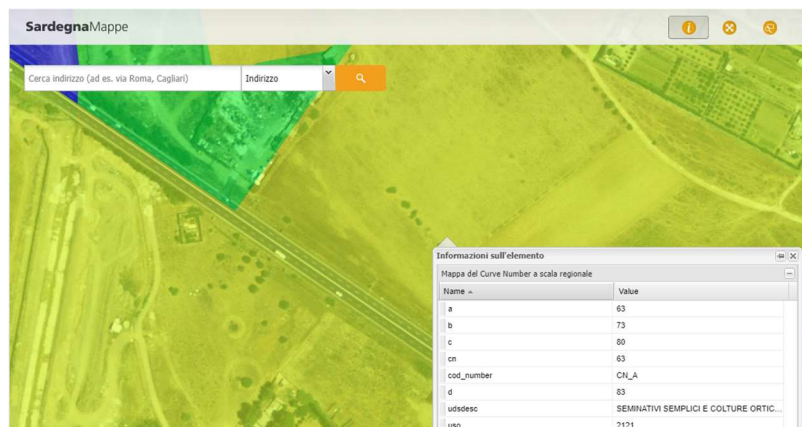 SardegnaMappe
Cerca indirizzo (ad es. via Roma, Cagliari) Indirizzo
Informazioni sull'elemento
Mappa del Curve Number a scala regionale
Name Value
a 63
b 73
c 80
cn 63
cod_number CN_A
d 83
udsdesc SEMINATIVI SEMPLICI E COLTURE ORTIC...
uso 2121